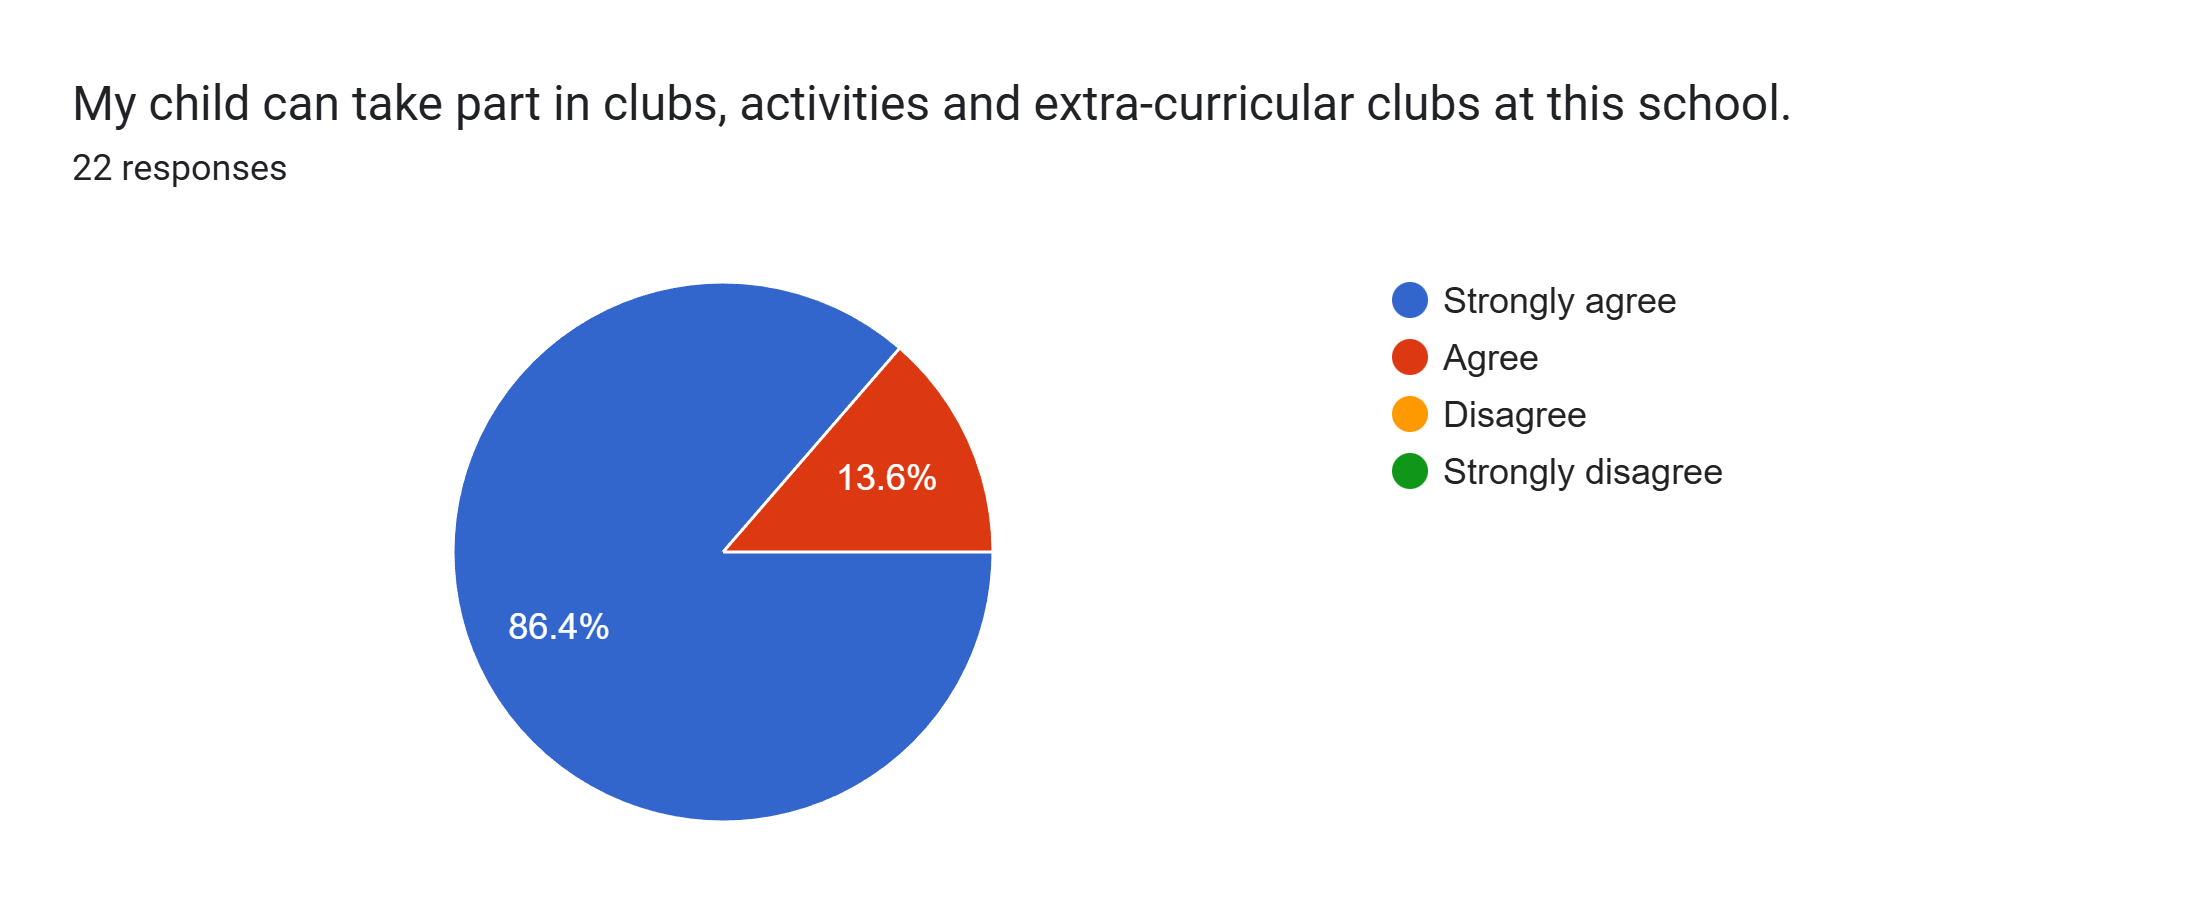 My child can take part in clubs, activities and extra-curricular clubs at this school.
22 responses
Strongly agree
Agree
Disagree
Strongly disagree
13.6%
86.4%